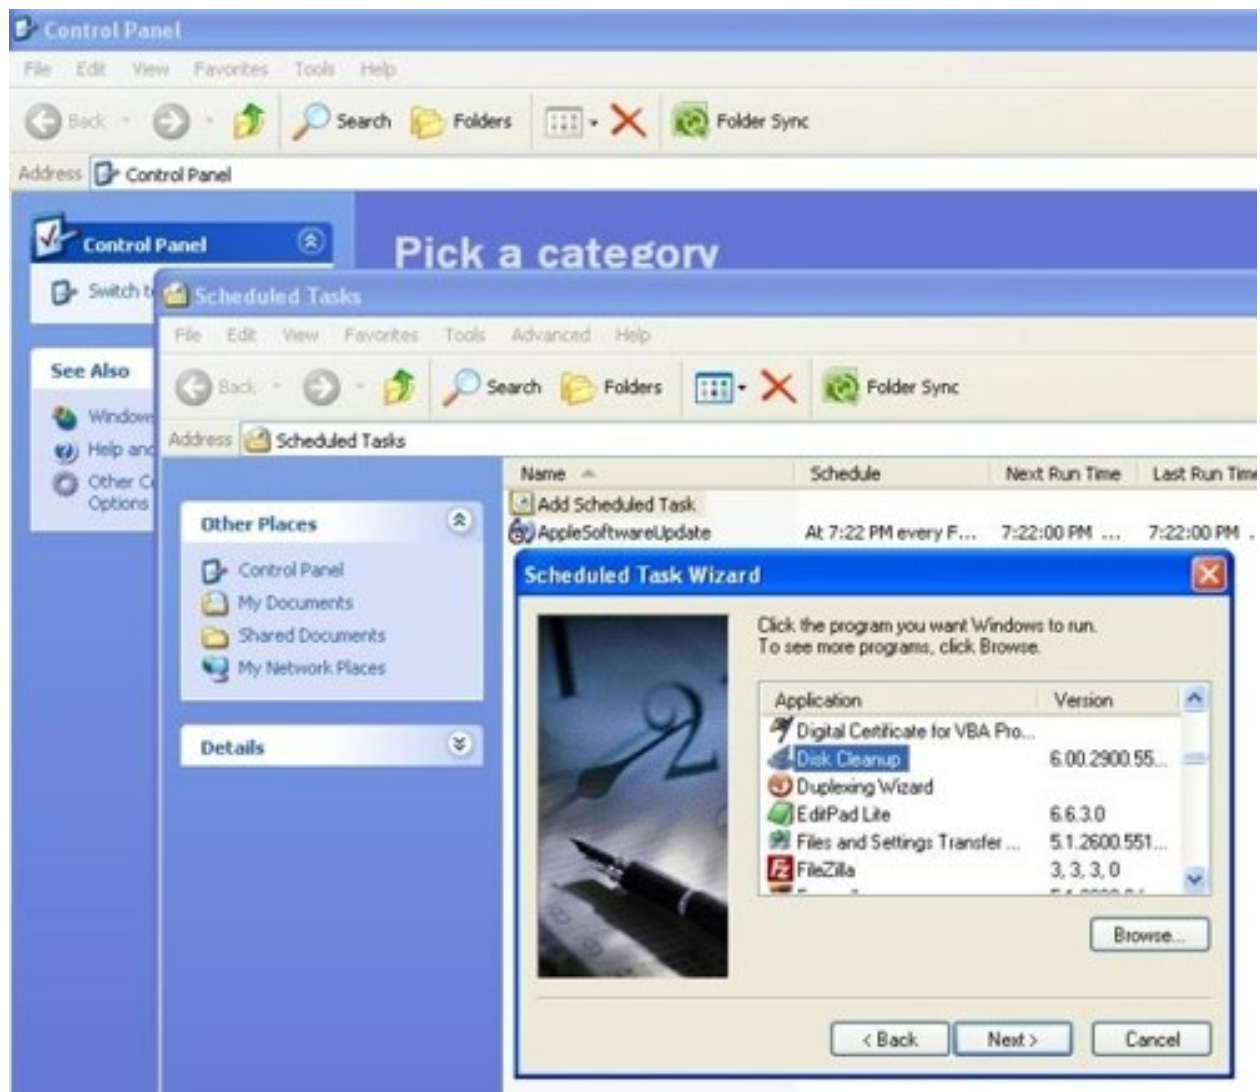 Control Panel
File Edit View Favorites Tools Help
Back Search Folders Folder Sync
Address Control Panel
Control Panel
Switch t
See Also
Windows
Help and
Other C
Options
Pick a category
Scheduled Tasks
File Edit View Favorites Tools Advanced Help
Back Search Folders Folder Sync
Address Scheduled Tasks
Other Places
Control Panel
My Documents
Shared Documents
My Network Places
Details
Name Schedule Next Run Time Last Run Time
Add Scheduled Task
AppleSoftwareUpdate At 7:22 PM every F... 7:22:00 PM ... 7:22:00 PM .
Scheduled Task Wizard
Click the program you want Windows to run.
To see more programs, click Browse.
Application Version
Digital Certificate for VBA Pro...
Disk Cleanup 6.00.2900.55...
Duplexing Wizard
EditPad Lite 6.6.3.0
Files and Settings Transfer ... 5.1.2600.551...
FileZilla 3, 3, 3, 0
Browse...
< Back Next > Cancel